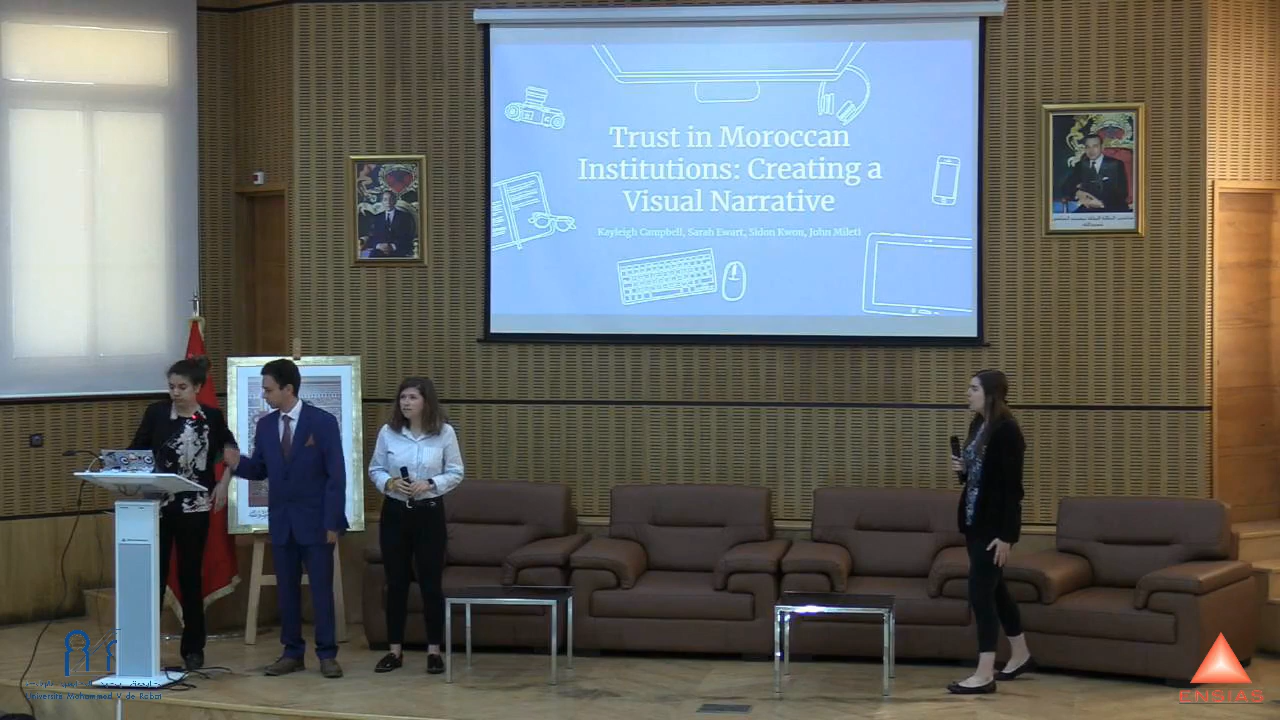 Trust in Moroccan
Institutions: Creating a
Visual Narrative
Kayleigh Campbell, Sarah Ewart, Sidon Kwon, John Mileti
Université Mohammed V de Rabat
ENSIAS